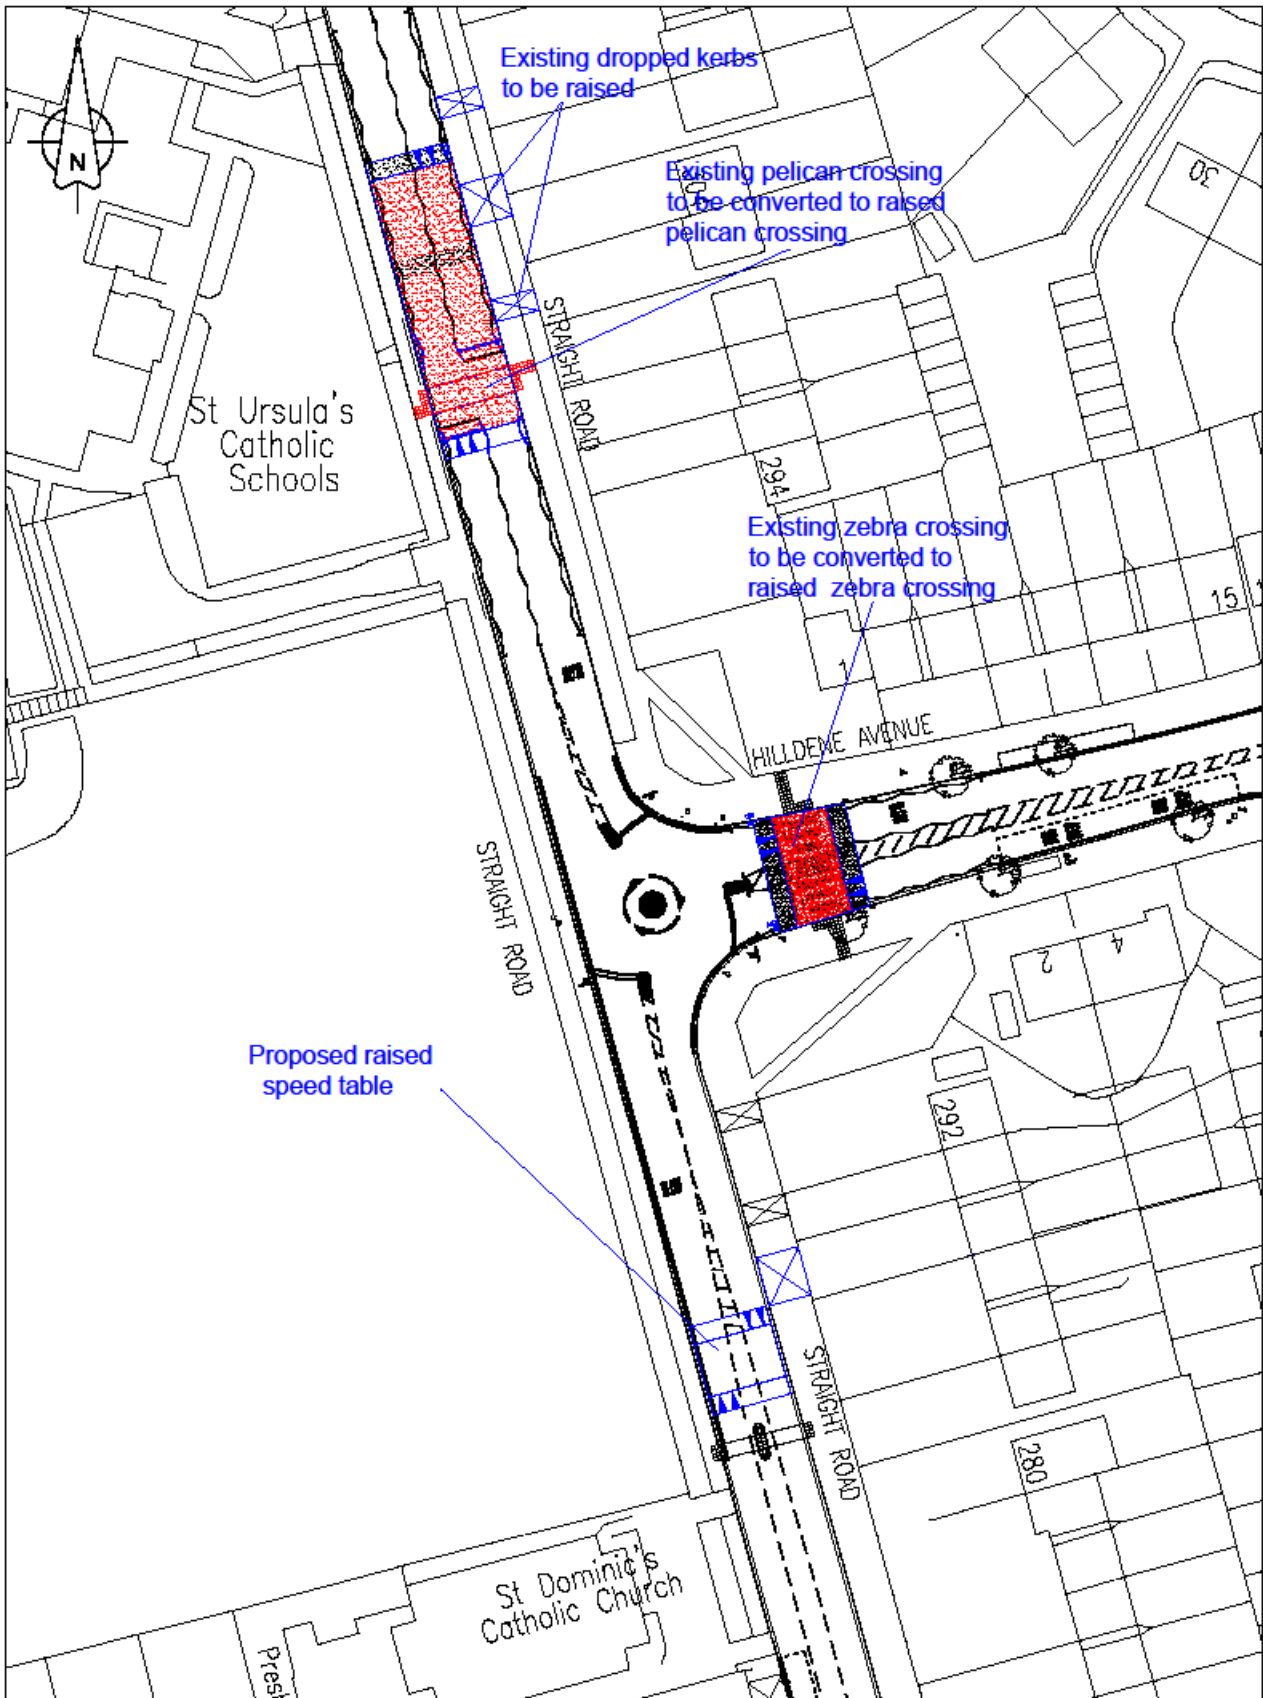 Existing dropped kerbs
to be raised
N
Existing pelican crossing
to be converted to raised
pelican crossing
30
STRAIGHT ROAD
St Ursula's
Catholic
Schools
294
Existing zebra crossing
to be converted to
raised zebra crossing
15
1
HILLDENE AVENUE
STRAIGHT ROAD
2
4
Proposed raised
speed table
292
STRAIGHT ROAD
280
St Dominic's
Catholic Church